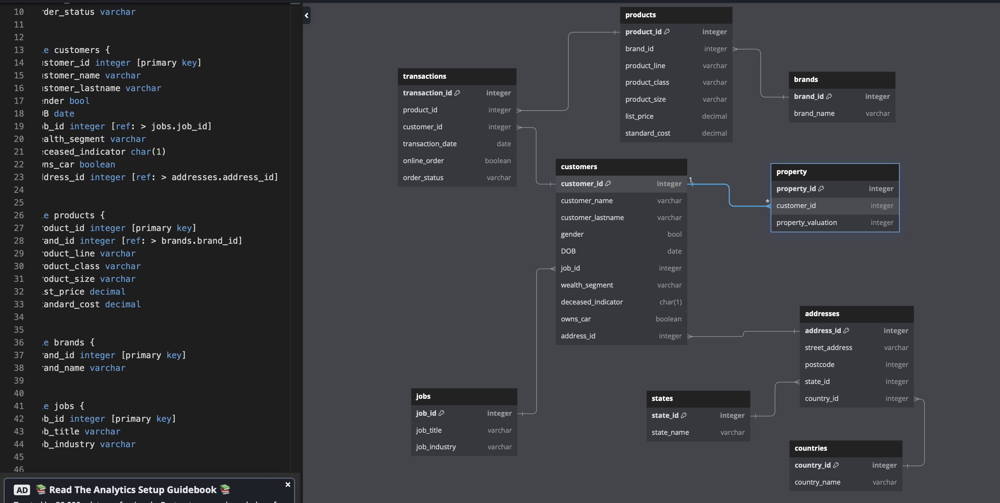 10 der_status varchar
11
12
13 e customers {
14 stomer_id integer [primary key]
15 stomer_name varchar
16 stomer_lastname varchar
17 nder bool
18 B date
19 b_id integer [ref: > jobs.job_id]
20 alth_segment varchar
21 ceased_indicator char(1)
22 ns_car boolean
23 dress_id integer [ref: > addresses.address_id]
24
25
26 e products {
27 oduct_id integer [primary key]
28 and_id integer [ref: > brands.brand_id]
29 oduct_line varchar
30 oduct_class varchar
31 oduct_size varchar
32 st_price decimal
33 andard_cost decimal
34
35
36 e brands {
37 and_id integer [primary key]
38 and_name varchar
39
40
41 e jobs {
42 b_id integer [primary key]
43 b_title varchar
44 b_industry varchar
45
46
AD 📚 Read The Analytics Setup Guidebook 📚
products
product_id integer
brand_id integer
product_line varchar
product_class varchar
product_size varchar
list_price decimal
standard_cost decimal
transactions
transaction_id integer
product_id integer
customer_id integer
transaction_date date
online_order boolean
order_status varchar
brands
brand_id integer
brand_name varchar
customers
customer_id integer
customer_name varchar
customer_lastname varchar
gender bool
DOB date
job_id integer
wealth_segment varchar
deceased_indicator char(1)
owns_car boolean
address_id integer
1
*
property
property_id integer
customer_id integer
property_valuation integer
addresses
address_id integer
street_address varchar
postcode integer
state_id integer
country_id integer
jobs
job_id integer
job_title varchar
job_industry varchar
states
state_id integer
state_name varchar
countries
country_id integer
country_name varchar